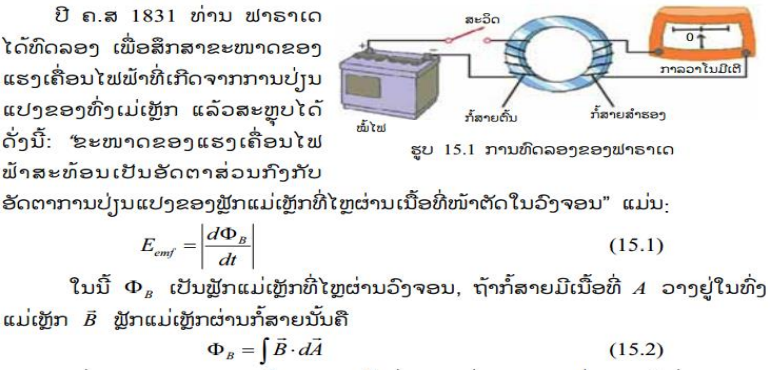 ປີ ຄ.ສ 1831 ທ່ານ ຟາຣາເດ
ໄດ້ທົດລອງ ເພື່ອສຶກສາຂະໜາດຂອງ
ແຮງເຄື່ອນໄຟຟ້າທີ່ເກີດຈາກການປ່ຽນ
ແປງຂອງທົ່ງແມ່ເຫຼັກ ແລ້ວສະຫຼຸບໄດ້
ດັ່ງນີ້: “ຂະໜາດຂອງແຮງເຄື່ອນໄຟ
ຟ້າສະທ້ອນເປັນອັດຕາສ່ວນກົງກັບ
ສະວິດ
+ −
0
ກາລວາໂນມິເຕີ
ໝໍ້ໄຟ
ກໍ້ສາຍຕົ້ນ
ກໍ້ສາຍສຳຮອງ
ຮູບ 15.1 ການທົດລອງຂອງຟາຣາເດ
ອັດຕາການປ່ຽນແປງຂອງຟຼັກແມ່ເຫຼັກທີ່ໄຫຼຜ່ານເນື້ອທີ່ໜ້າຕັດໃນວົງຈອນ” ແມ່ນ:
E_{emf} = |dΦ_B/dt| (15.1)
ໃນນີ້ Φ_B ເປັນຟຼັກແມ່ເຫຼັກທີ່ໄຫຼຜ່ານວົງຈອນ, ຖ້າກໍ້ສາຍມີເນື້ອທີ່ A ວາງຢູ່ໃນທົ່ງ
ແມ່ເຫຼັກ B⃗ ຟຼັກແມ່ເຫຼັກຜ່ານກໍ້ສາຍນັ້ນຄື
Φ_B = ∫ B⃗ · dA⃗ (15.2)